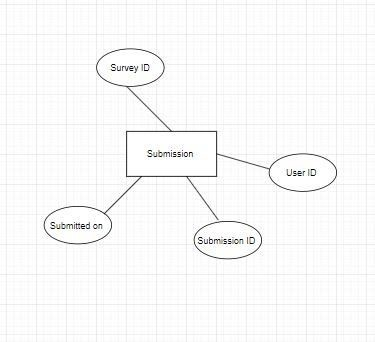 Survey ID
Submission
User ID
Submitted on
Submission ID